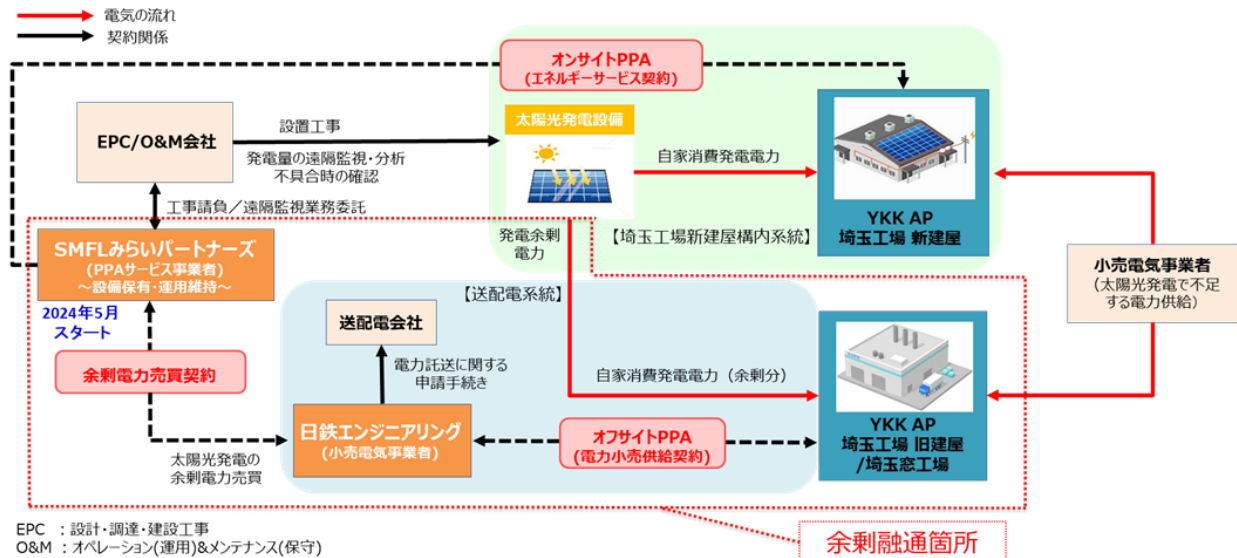 電気の流れ
契約関係
オンサイトPPA
(エネルギーサービス契約)
EPC/O&M会社
設置工事
発電量の遠隔監視・分析
不具合時の確認
太陽光発電設備
自家消費発電電力
YKK AP
埼玉工場 新建屋
工事請負／遠隔監視業務委託
SMFLみらいパートナーズ
(PPAサービス事業者)
～設備保有・運用維持～
発電余剰
電力
【埼玉工場新建屋構内系統】
小売電気事業者
（太陽光発電で不足
する電力供給）
2024年5月
スタート
【送配電系統】
送配電会社
余剰電力売買契約
電力託送に関する
申請手続き
自家消費発電電力（余剰分）
日鉄エンジニアリング
(小売電気事業者)
オフサイトPPA
(電力小売供給契約)
YKK AP
埼玉工場 旧建屋
/埼玉窓工場
太陽光発電の
余剰電力売買
EPC ：設計・調達・建設工事
O&M ：オペレーション(運用)&メンテナンス(保守)
余剰融通箇所